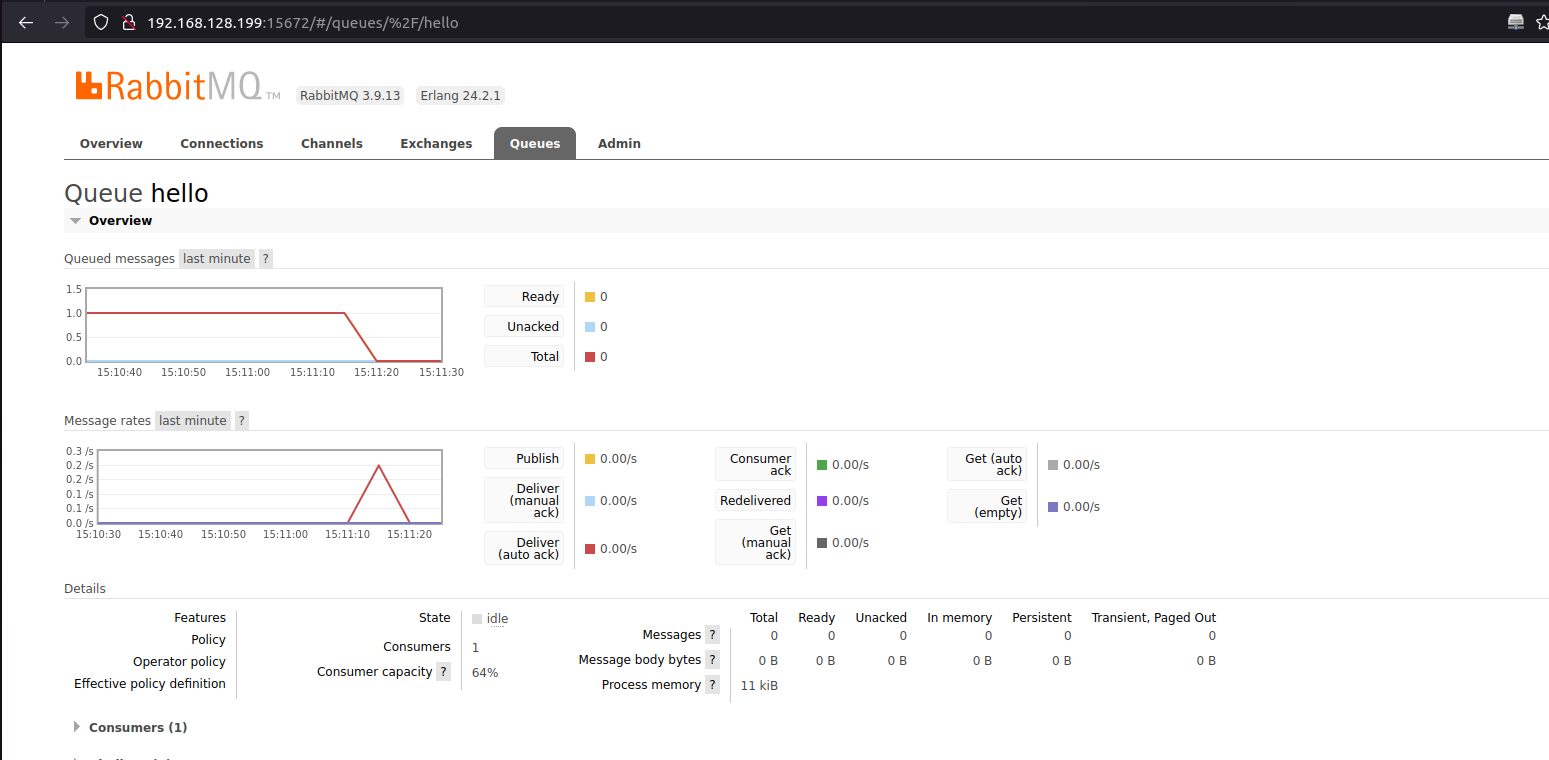 192.168.128.199:15672/#/queues/%2F/hello
RabbitMQ TM RabbitMQ 3.9.13 Erlang 24.2.1
Overview Connections Channels Exchanges Queues Admin
Queue hello
Overview
Queued messages last minute ?
1.5
1.0
0.5
0.0
15:10:40 15:10:50 15:11:00 15:11:10 15:11:20 15:11:30
Ready 0
Unacked 0
Total 0
Message rates last minute ?
0.3 /s
0.2 /s
0.2 /s
0.1 /s
0.1 /s
0.0 /s
15:10:30 15:10:40 15:10:50 15:11:00 15:11:10 15:11:20
Publish 0.00/s
Deliver
(manual 0.00/s
ack)
Deliver
(auto ack) 0.00/s
Consumer
ack 0.00/s
Redelivered 0.00/s
Get
(manual 0.00/s
ack)
Get (auto
ack) 0.00/s
Get
(empty) 0.00/s
Details
Features
Policy
Operator policy
Effective policy definition
State idle
Consumers 1
Consumer capacity ? 64%
Total Ready Unacked In memory Persistent Transient, Paged Out
Messages ? 0 0 0 0 0 0
Message body bytes ? 0 B 0 B 0 B 0 B 0 B 0 B
Process memory ? 11 kiB
Consumers (1)